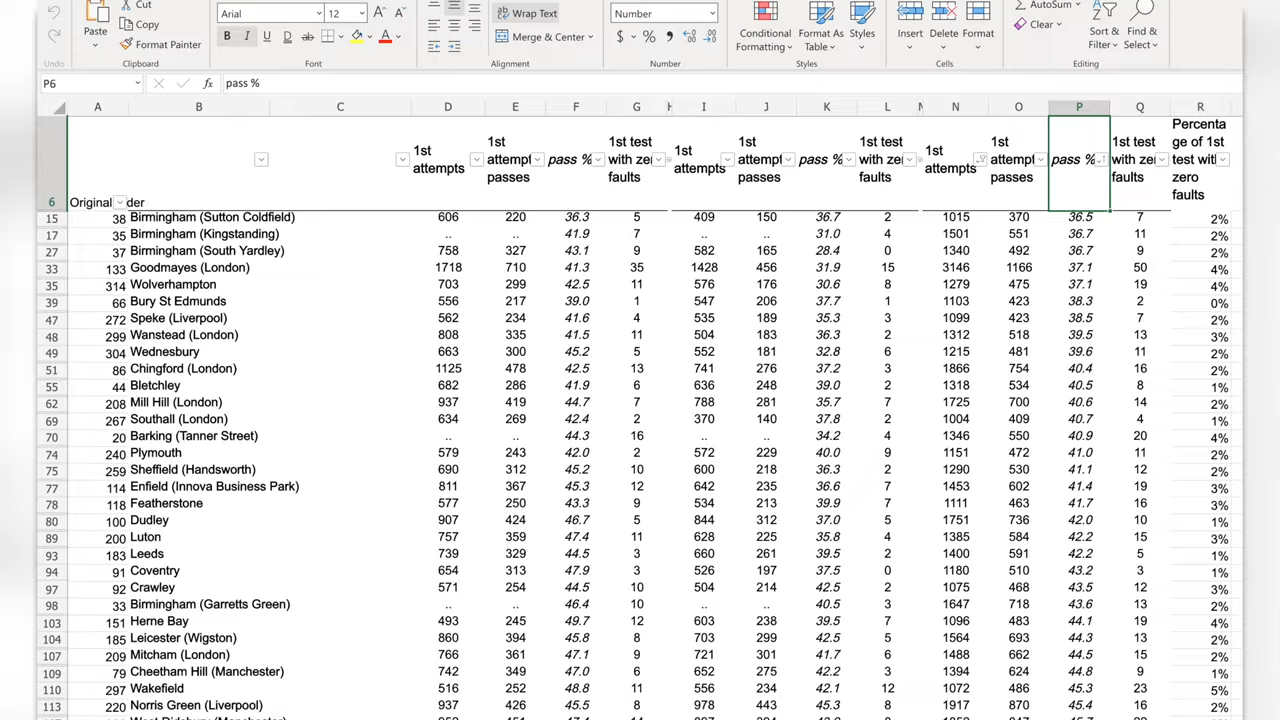 Cut
Arial 12 A A Wrap Text Number AutoSum
Paste Copy Conditional Format As Styles Insert Delete Format Clear Sort & Find &
Format Painter B I U D ab A Merge & Center $ % 9 Formatting Table Filter Select
Undo Clipboard Font Alignment Number Styles Cells Editing
P6 fx pass %
A B C D E F G H I J K L N O P Q R
6 Original der 1st attempts 1st attempt passes pass % 1st test with ze faults 1st attempts 1st attempt passes pass % 1st test with ze faults 1st attempts 1st attempt passes pass % 1st test with ze faults Percenta ge of 1st test wit zero faults
15 38 Birmingham (Sutton Coldfield) 606 220 36.3 5 409 150 36.7 2 1015 370 36.5 7 2%
17 35 Birmingham (Kingstanding) .. .. 41.9 7 .. .. 31.0 4 1501 551 36.7 11 2%
27 37 Birmingham (South Yardley) 758 327 43.1 9 582 165 28.4 0 1340 492 36.7 9 2%
33 133 Goodmayes (London) 1718 710 41.3 35 1428 456 31.9 15 3146 1166 37.1 50 4%
35 314 Wolverhampton 703 299 42.5 11 576 176 30.6 8 1279 475 37.1 19 4%
39 66 Bury St Edmunds 556 217 39.0 1 547 206 37.7 1 1103 423 38.3 2 0%
47 272 Speke (Liverpool) 562 234 41.6 4 535 189 35.3 3 1099 423 38.5 7 2%
48 299 Wanstead (London) 808 335 41.5 11 504 183 36.3 2 1312 518 39.5 13 3%
49 304 Wednesbury 663 300 45.2 5 552 181 32.8 6 1215 481 39.6 11 2%
51 86 Chingford (London) 1125 478 42.5 13 741 276 37.2 3 1866 754 40.4 16 2%
55 44 Bletchley 682 286 41.9 6 636 248 39.0 2 1318 534 40.5 8 1%
62 208 Mill Hill (London) 937 419 44.7 7 788 281 35.7 7 1725 700 40.6 14 2%
69 267 Southall (London) 634 269 42.4 2 370 140 37.8 2 1004 409 40.7 4 1%
70 20 Barking (Tanner Street) .. .. 44.3 16 .. .. 34.2 4 1346 550 40.9 20 4%
74 240 Plymouth 579 243 42.0 2 572 229 40.0 9 1151 472 41.0 11 2%
75 259 Sheffield (Handsworth) 690 312 45.2 10 600 218 36.3 2 1290 530 41.1 12 2%
77 114 Enfield (Innova Business Park) 811 367 45.3 12 642 235 36.6 7 1453 602 41.4 19 3%
78 118 Featherstone 577 250 43.3 9 534 213 39.9 7 1111 463 41.7 16 3%
80 100 Dudley 907 424 46.7 5 844 312 37.0 5 1751 736 42.0 10 1%
89 200 Luton 757 359 47.4 11 628 225 35.8 4 1385 584 42.2 15 3%
93 183 Leeds 739 329 44.5 3 660 261 39.5 2 1400 591 42.2 5 1%
94 91 Coventry 654 313 47.9 3 526 197 37.5 0 1180 510 43.2 3 1%
97 92 Crawley 571 254 44.5 10 504 214 42.5 2 1075 468 43.5 12 3%
98 33 Birmingham (Garretts Green) .. .. 46.4 10 .. .. 40.5 3 1647 718 43.6 13 2%
103 151 Herne Bay 493 245 49.7 12 603 238 39.5 7 1096 483 44.1 19 4%
104 185 Leicester (Wigston) 860 394 45.8 8 703 299 42.5 5 1564 693 44.3 13 2%
107 209 Mitcham (London) 766 361 47.1 9 721 301 41.7 6 1488 662 44.5 15 2%
109 79 Cheetham Hill (Manchester) 742 349 47.0 6 652 275 42.2 3 1394 624 44.8 9 1%
110 297 Wakefield 516 252 48.8 11 556 234 42.1 12 1072 486 45.3 23 5%
113 220 Norris Green (Liverpool) 937 426 45.5 8 978 443 45.3 8 1917 870 45.4 16 2%